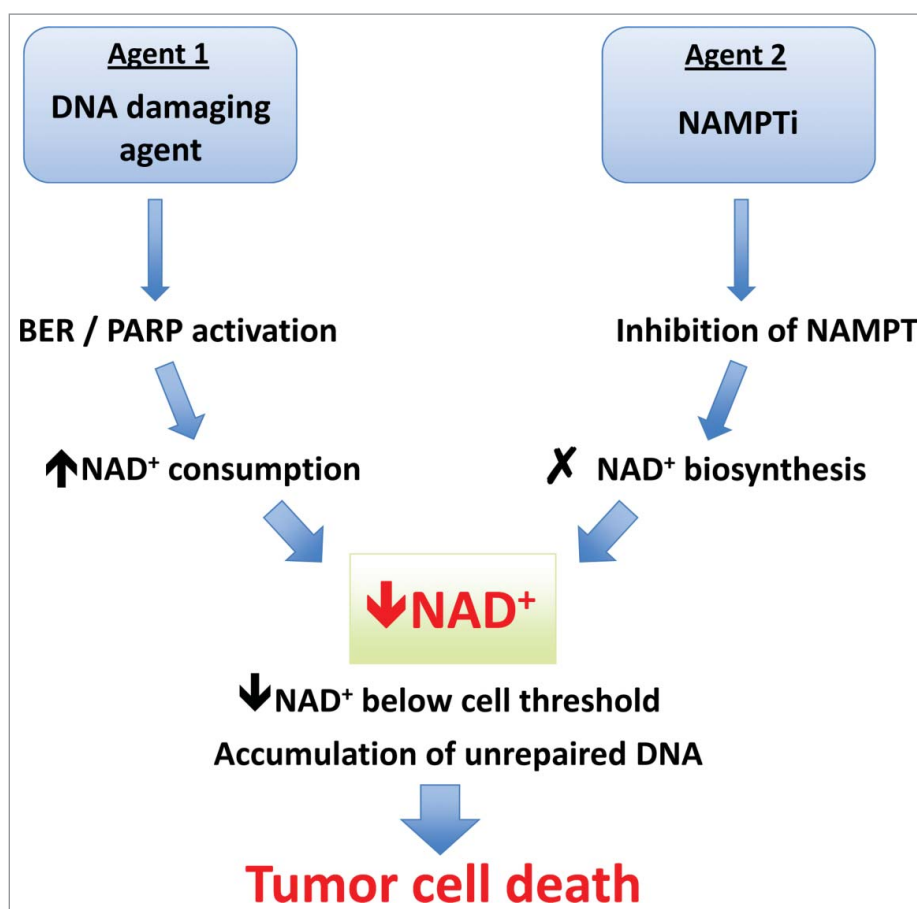 Agent 1
DNA damaging
agent
Agent 2
NAMPTi
BER / PARP activation
Inhibition of NAMPT
↑NAD⁺ consumption
✗ NAD⁺ biosynthesis
↓NAD⁺
↓NAD⁺ below cell threshold
Accumulation of unrepaired DNA
Tumor cell death